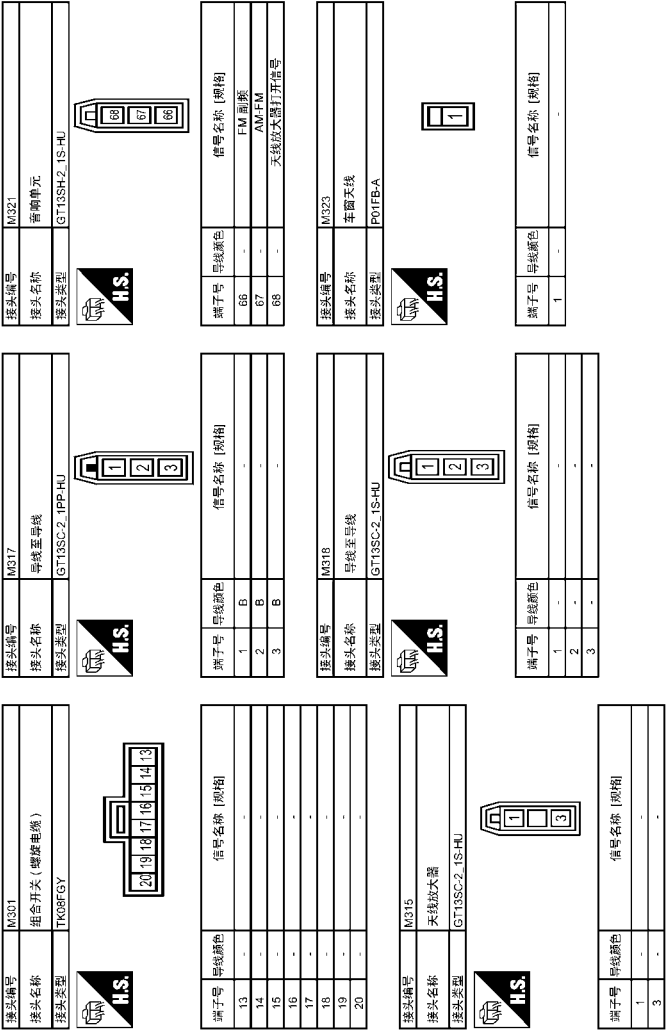 接头编号 M301
接头名称 组合开关（螺旋电缆）
接头类型 TK08FGY
H.S.
20 19 18 17 16 15 14 13
端子号 导线颜色 信号名称 [规格]
13 - -
14 - -
15 - -
16 - -
17 - -
18 - -
19 - -
20 - -
接头编号 M315
接头名称 天线放大器
接头类型 GT13SC-2_1S-HU
H.S.
1 3
端子号 导线颜色 信号名称 [规格]
1 - -
3 - -
接头编号 M317
接头名称 导线至导线
接头类型 GT13SC-2_1PP-HU
H.S.
1 2 3
端子号 导线颜色 信号名称 [规格]
1 B -
2 B -
3 B -
接头编号 M318
接头名称 导线至导线
接头类型 GT13SC-2_1S-HU
H.S.
1 2 3
端子号 导线颜色 信号名称 [规格]
1 - -
2 - -
3 - -
接头编号 M321
接头名称 音响单元
接头类型 GT13SH-2_1S-HU
H.S.
68 67 66
端子号 导线颜色 信号名称 [规格]
66 - FM 副频
67 - AM-FM
68 - 天线放大器打开信号
接头编号 M323
接头名称 车窗天线
接头类型 P01FB-A
H.S.
1
端子号 导线颜色 信号名称 [规格]
1 - -